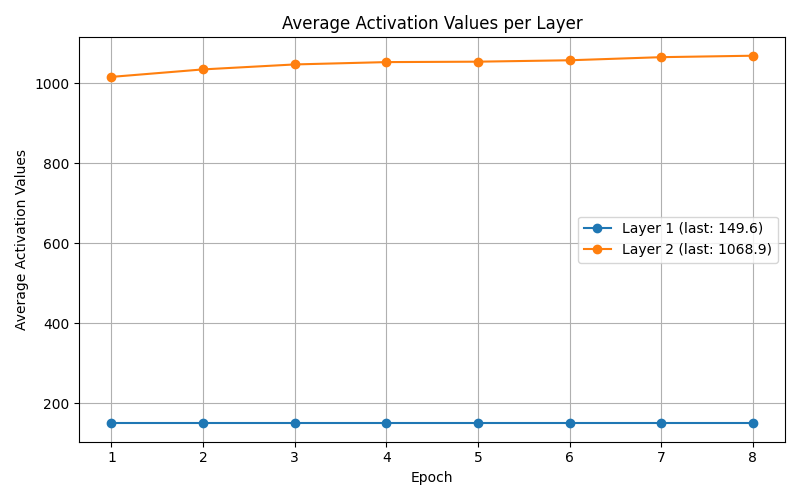 Average Activation Values per Layer
Average Activation Values
1000
800
600
400
200
Layer 1 (last: 149.6)
Layer 2 (last: 1068.9)
1 2 3 4 5 6 7 8
Epoch